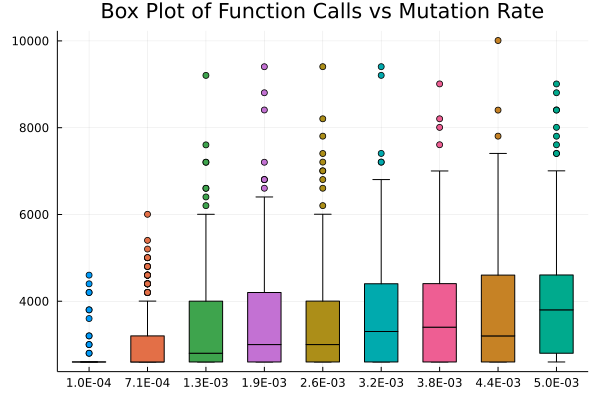 Box Plot of Function Calls vs Mutation Rate
10000
8000
6000
4000
1.0E-04 7.1E-04 1.3E-03 1.9E-03 2.6E-03 3.2E-03 3.8E-03 4.4E-03 5.0E-03